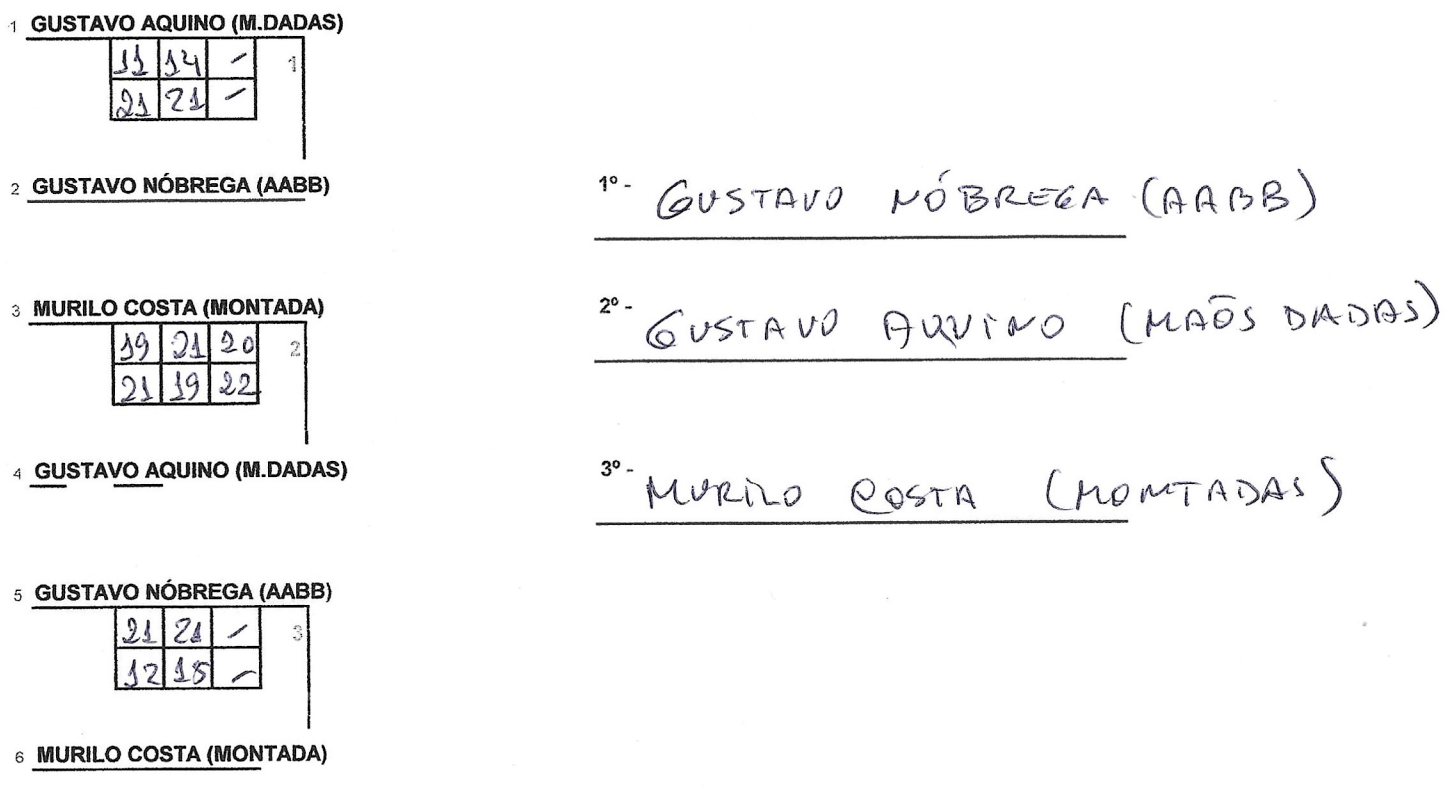 1 GUSTAVO AQUINO (M.DADAS)
11 14 - 1
21 21 -
2 GUSTAVO NÓBREGA (AABB)
1º - GUSTAVO NÓBREGA (AABB)
3 MURILO COSTA (MONTADA)
19 21 20 2
21 19 22
2º - GUSTAVO AQUINO (MAÕS DADAS)
4 GUSTAVO AQUINO (M.DADAS)
3º - MURILO COSTA (MONTADAS)
5 GUSTAVO NÓBREGA (AABB)
21 21 - 3
12 18 -
6 MURILO COSTA (MONTADA)